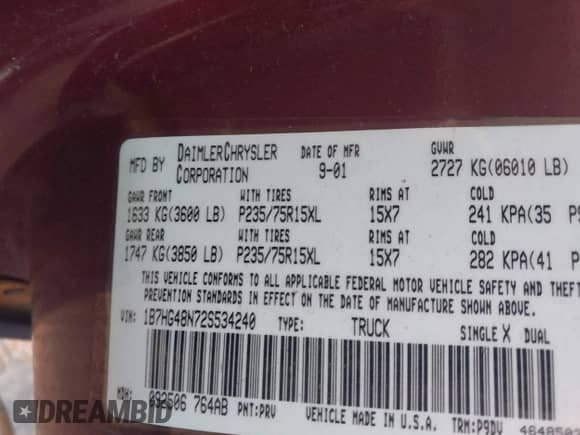 MFD BY DAIMLERCHRYSLER CORPORATION DATE OF MFR 9-01 GVWR 2727 KG(06010 LB)
GAWR FRONT WITH TIRES RIMS AT COLD
1633 KG(3600 LB) P235/75R15XL 15X7 241 KPA(35
GAWR REAR WITH TIRES RIMS AT COLD
1747 KG(3850 LB) P235/75R15XL 15X7 282 KPA(41 P
THIS VEHICLE CONFORMS TO ALL APPLICABLE FEDERAL MOTOR VEHICLE SAFETY AND THEFT
PREVENTION STANDARDS IN EFFECT ON THE DATE OF MANUFACTURE SHOWN ABOVE.
VIN: 1B7HG48N72S534240 TYPE: TRUCK SINGLE X DUAL
MDH: 092506 764AB PNT:PRV VEHICLE MADE IN U.S.A. TRM:P9DV
DREAMBID